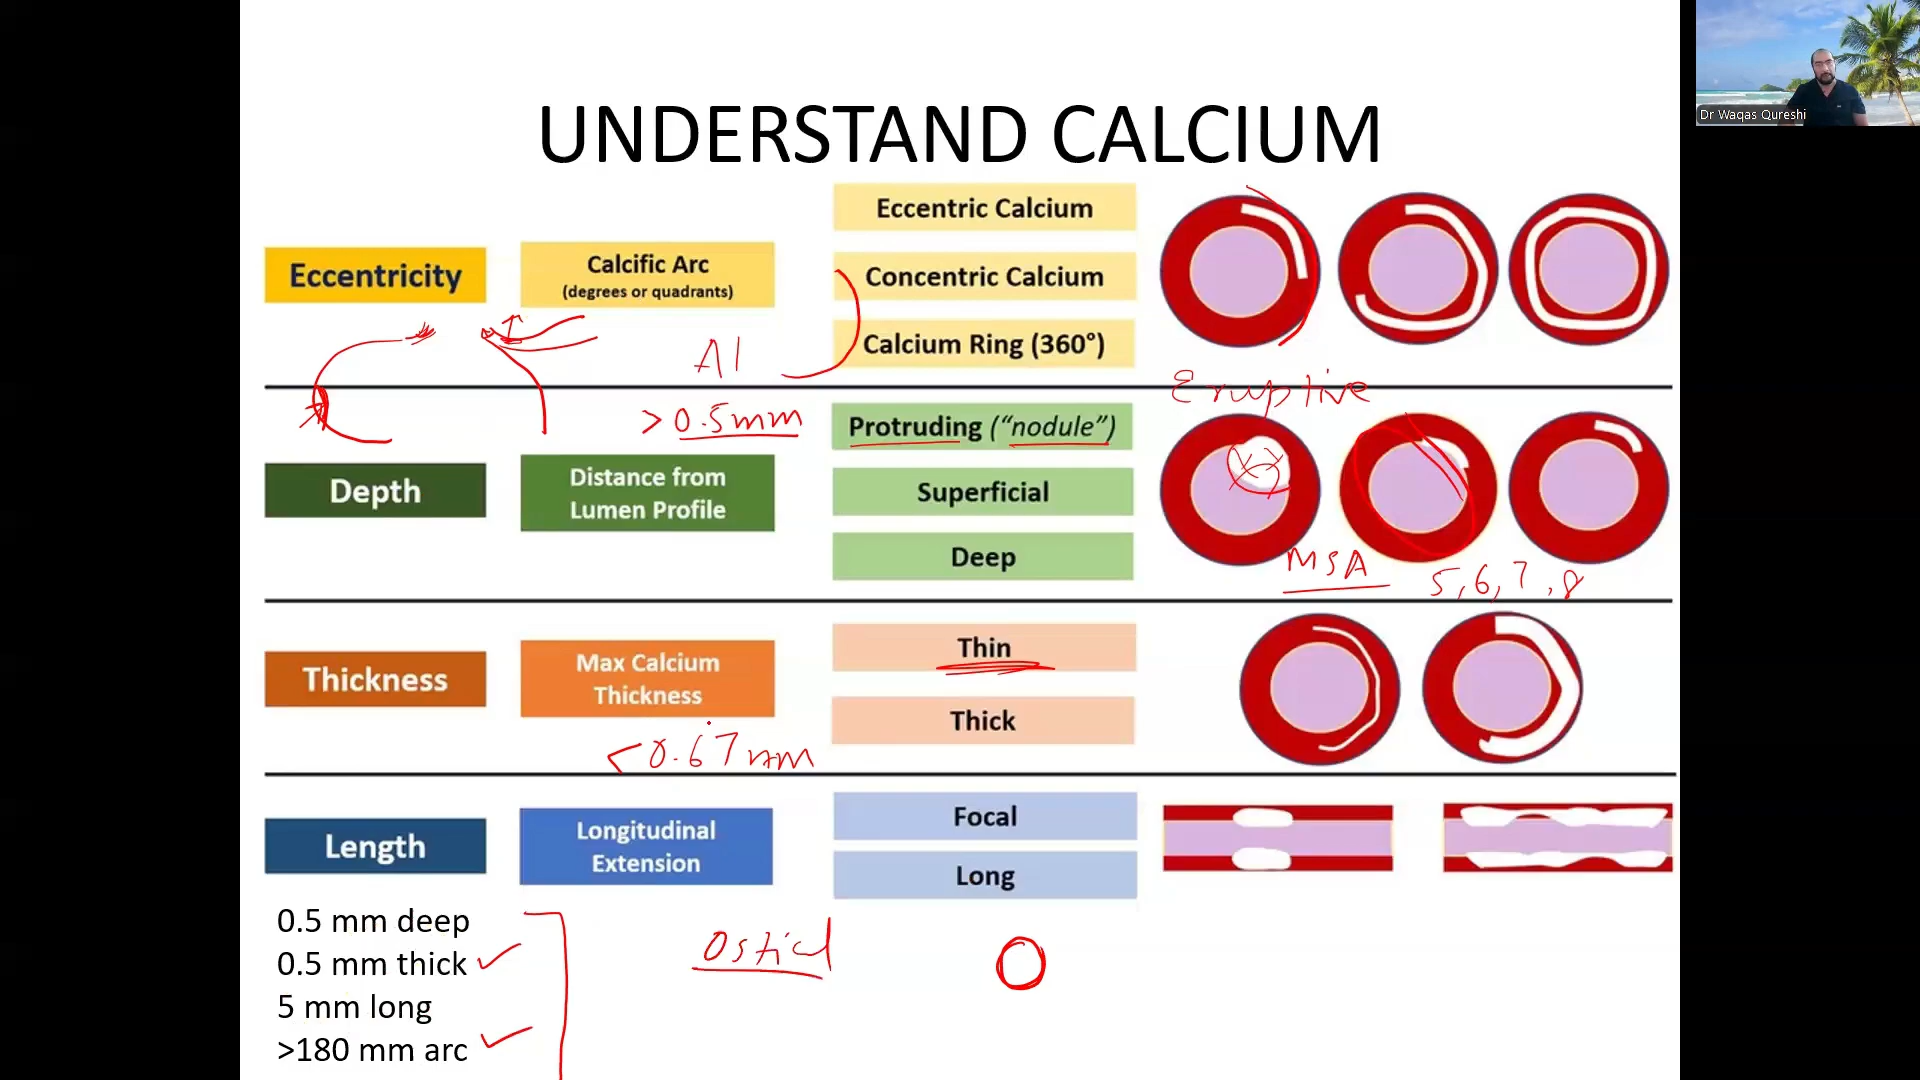 Dr Waqas Qureshi
UNDERSTAND CALCIUM
Eccentricity
Calcific Arc
(degrees or quadrants)
Eccentric Calcium
Concentric Calcium
Calcium Ring (360°)
A1
Eruptive
>0.5mm
Depth
Distance from
Lumen Profile
Protruding ("nodule")
Superficial
Deep
MSA
5,6,7,8
Thickness
Max Calcium
Thickness
Thin
Thick
<0.67mm
Length
Longitudinal
Extension
Focal
Long
0.5 mm deep
0.5 mm thick
5 mm long
>180 mm arc
Ostial